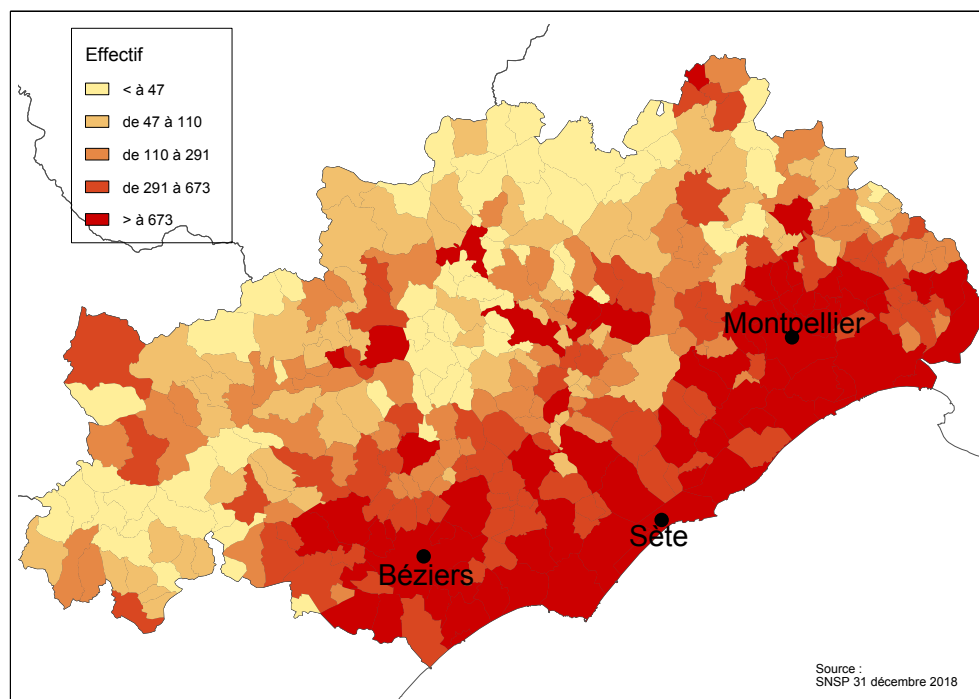 Effectif
< à 47
de 47 à 110
de 110 à 291
de 291 à 673
> à 673
Montpellier
Sète
Béziers
Source :
SNSP 31 décembre 2018